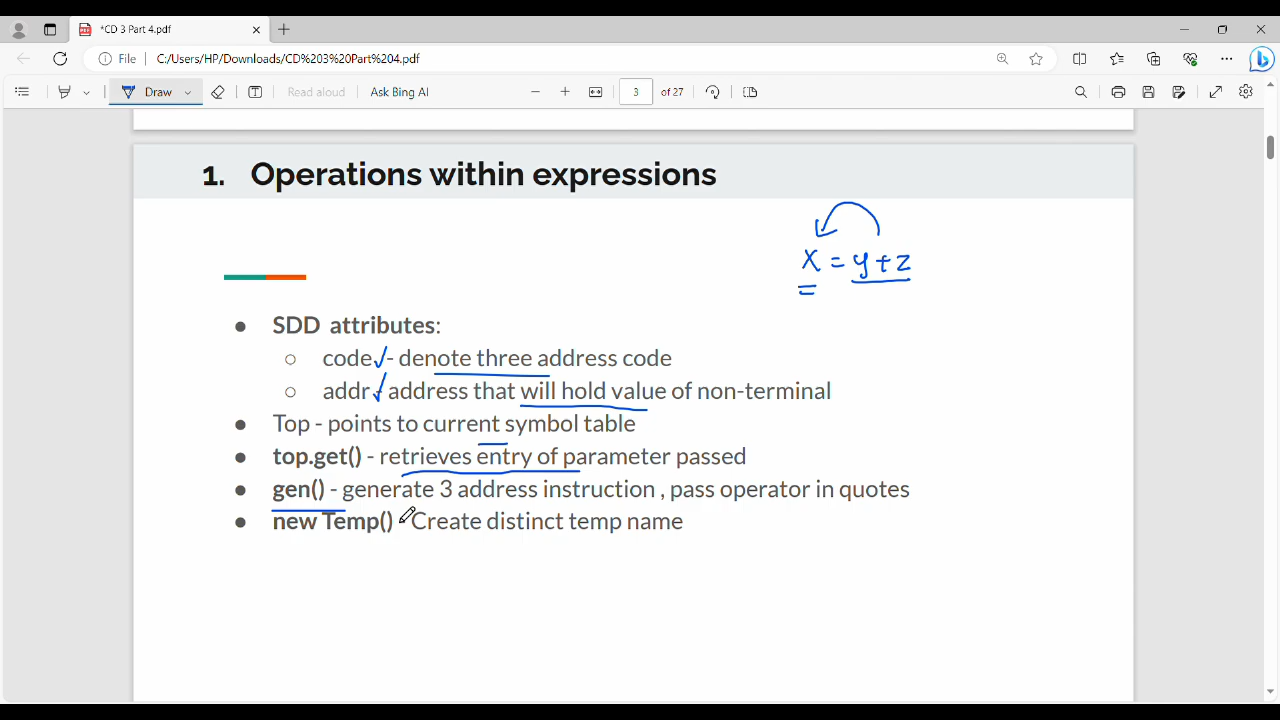 *CD 3 Part 4.pdf
File C:/Users/HP/Downloads/CD%203%20Part%204.pdf
Draw Read aloud Ask Bing AI 3 of 27
1. Operations within expressions
x = y + z
● SDD attributes:
○ code - denote three address code
○ addr - address that will hold value of non-terminal
● Top - points to current symbol table
● top.get() - retrieves entry of parameter passed
● gen() - generate 3 address instruction , pass operator in quotes
● new Temp() Create distinct temp name